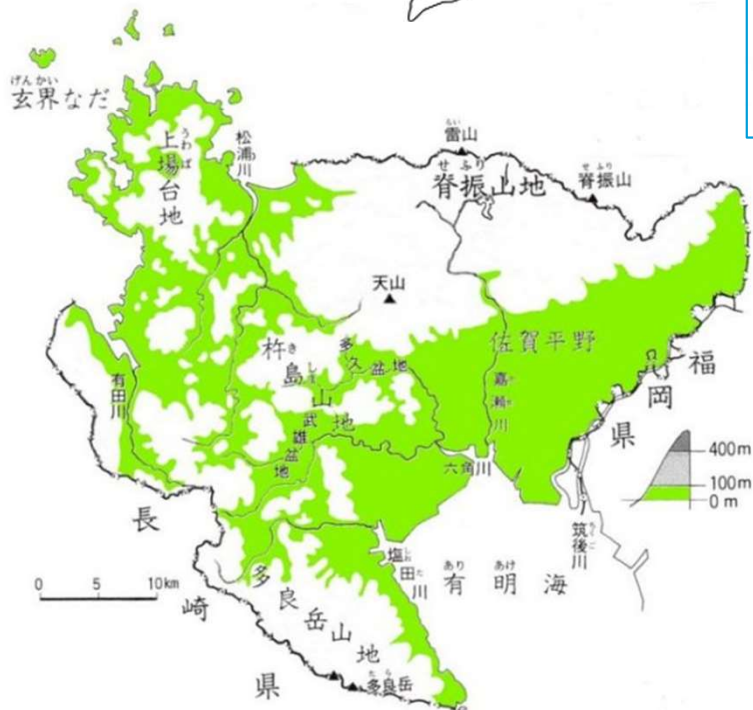 げんかい
玄界なだ
うわば
上場台地
松浦川
らい
雷山
せふり
脊振山地
せふり
脊振山
天山
佐賀平野
杵島山地
きしま
多久盆地
嘉瀬川
有田川
武雄盆地
六角川
福岡県
400m
100m
0m
ちくご
筑後川
長崎県
0 5 10km
しおた
塩田川
ありあけ
有明海
多良岳山地
たら
多良岳